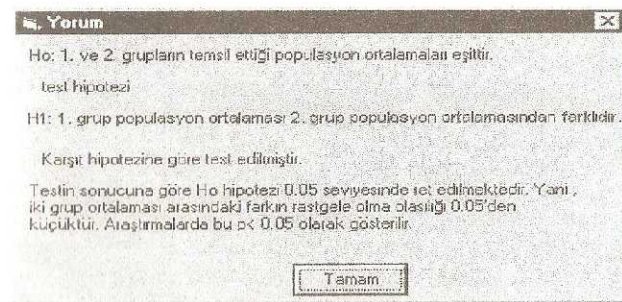 Yorum
Ho: 1. ve 2. grupların temsil ettiği populasyon ortalamaları eşittir.
test hipotezi
H1: 1. grup populasyon ortalaması 2. grup populasyon ortalamasından farklıdır.
Karşıt hipotezine göre test edilmiştir.
Testin sonucuna göre Ho hipotezi 0.05 seviyesinde ret edilmektedir. Yani,
iki grup ortalaması arasındaki farkın rastgele olma olasılığı 0.05'den
küçüktür. Araştırmalarda bu p< 0.05 olarak gösterilir.
Tamam